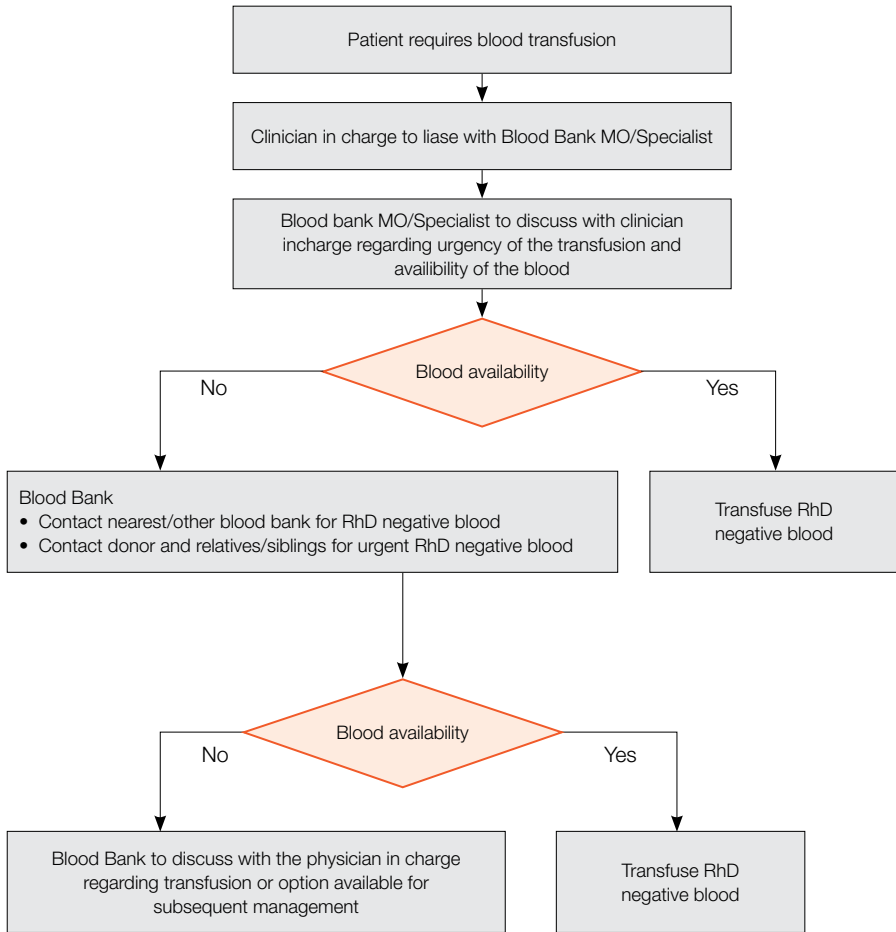 Patient requires blood transfusion
Clinician in charge to liase with Blood Bank MO/Specialist
Blood bank MO/Specialist to discuss with clinician
incharge regarding urgency of the transfusion and
availibility of the blood
Blood availability
No
Yes
Blood Bank
• Contact nearest/other blood bank for RhD negative blood
• Contact donor and relatives/siblings for urgent RhD negative blood
Transfuse RhD
negative blood
Blood availability
No
Yes
Blood Bank to discuss with the physician in charge
regarding transfusion or option available for
subsequent management
Transfuse RhD
negative blood